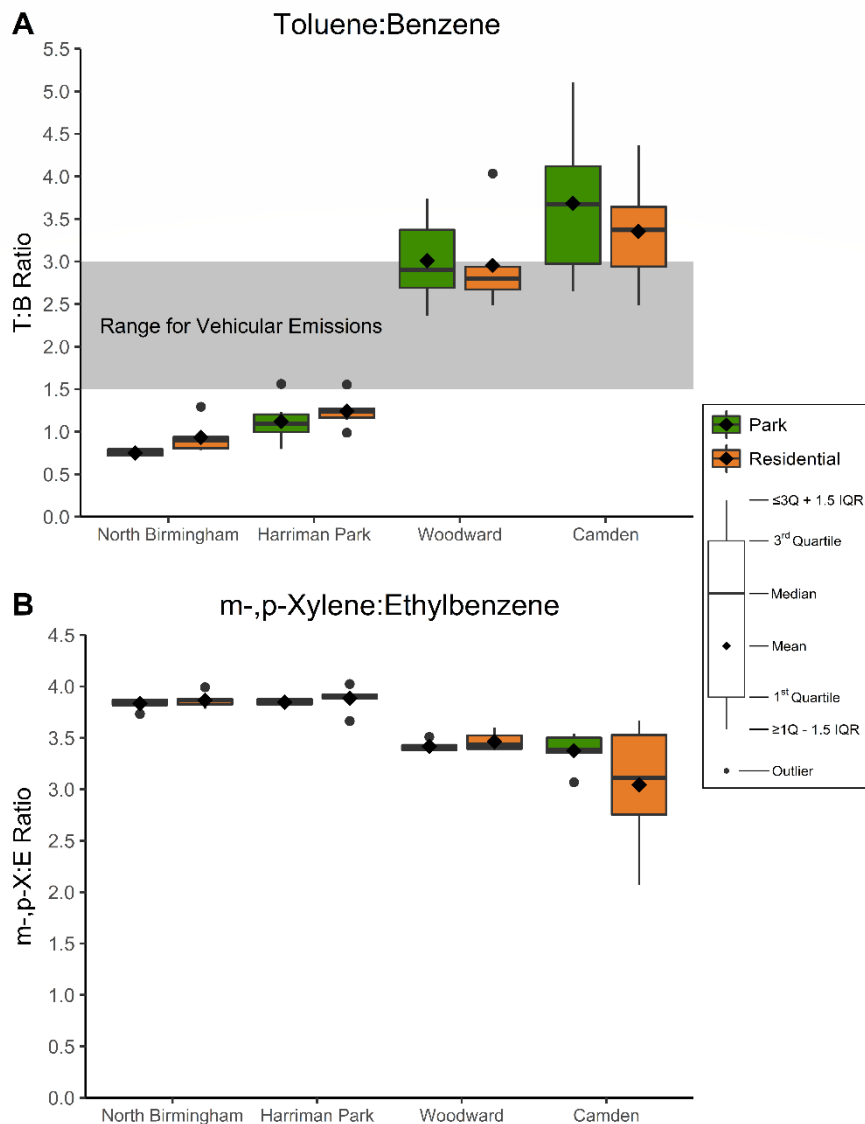 A
Toluene:Benzene
T:B Ratio
5.5
5.0
4.5
4.0
3.5
3.0
2.5
2.0
1.5
1.0
0.5
0.0
Range for Vehicular Emissions
North Birmingham
Harriman Park
Woodward
Camden
Park
Residential
≤3Q + 1.5 IQR
3rd Quartile
Median
Mean
1st Quartile
≥1Q - 1.5 IQR
Outlier
B
m-,p-Xylene:Ethylbenzene
m-,p-X:E Ratio
4.5
4.0
3.5
3.0
2.5
2.0
1.5
1.0
0.5
0.0
North Birmingham
Harriman Park
Woodward
Camden